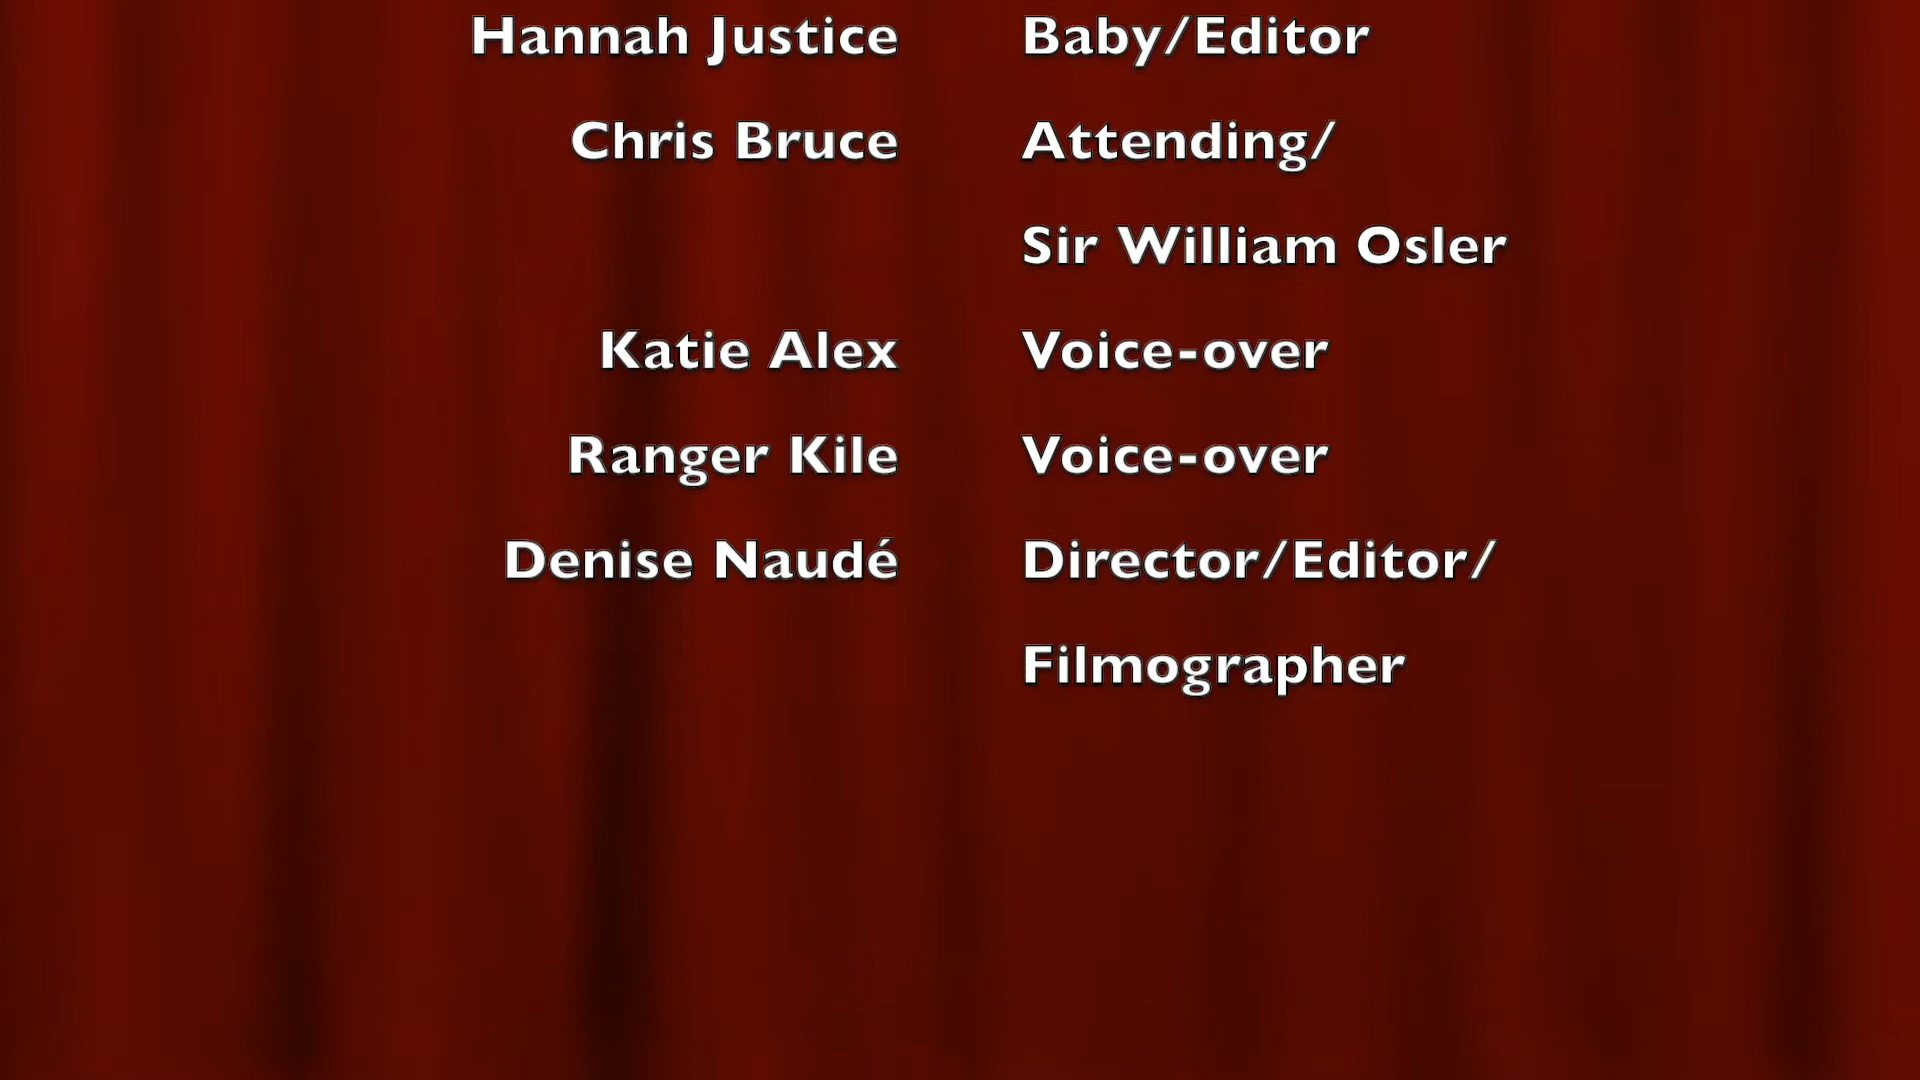 Hannah Justice Baby/Editor
Chris Bruce Attending/
Sir William Osler
Katie Alex Voice-over
Ranger Kile Voice-over
Denise Naudé Director/Editor/
Filmographer